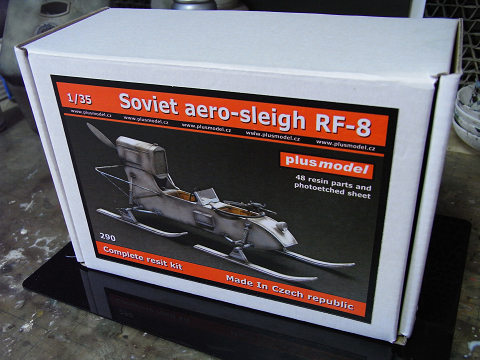 1/35 Soviet aero-sleigh RF-8
www.plusmodel.cz www.plusmodel.cz www.plusmodel.cz www.plusmodel.cz www.plusmodel.cz
plusmodel
48 resin parts and
photoetched sheet
290
Complete resit kit
Made In Czech republic